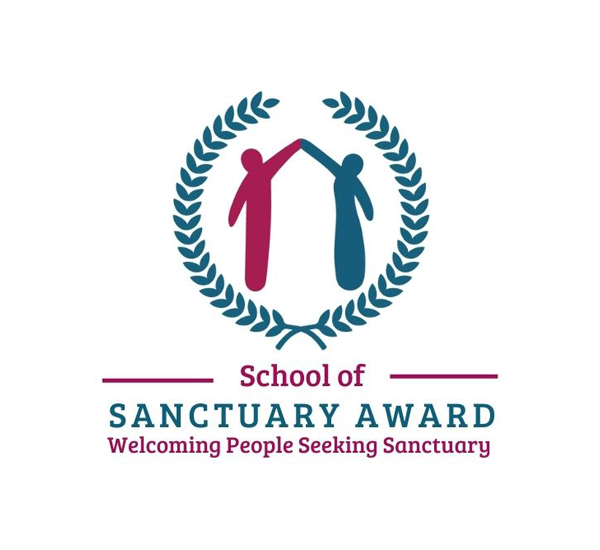 School of
SANCTUARY AWARD
Welcoming People Seeking Sanctuary